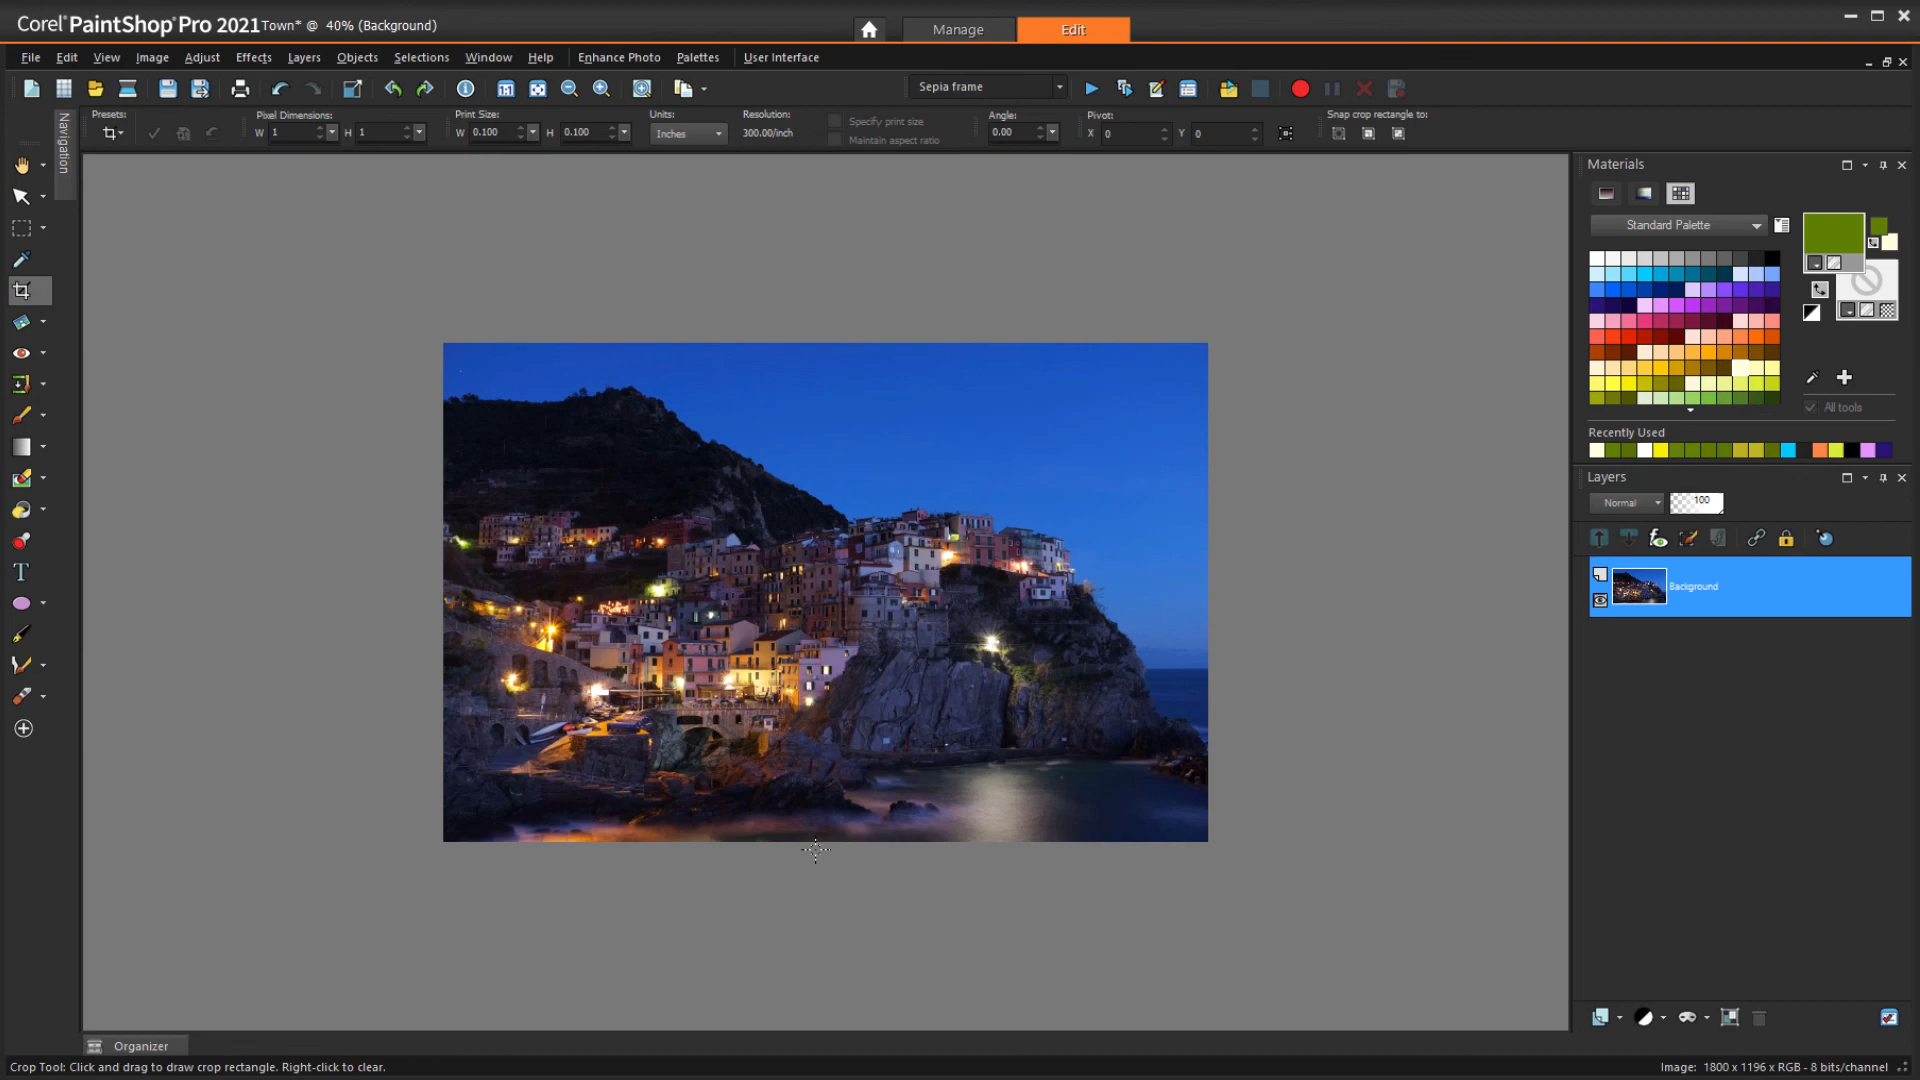 Corel® PaintShop® Pro 2021 Town* @ 40% (Background)
Manage
Edit
File Edit View Image Adjust Effects Layers Objects Selections Window Help Enhance Photo Palettes User Interface
Sepia frame
Presets: Pixel Dimensions: Print Size: Units: Resolution: Angle: Pivot: Snap crop rectangle to:
W 1 H 1 W 0.100 H 0.100 Inches 300.00/inch
Specify print size
Maintain aspect ratio
0.00 X 0 Y 0
Navigation
Materials
Standard Palette
All tools
Recently Used
Layers
Normal 100
Background
T
Organizer
Crop Tool: Click and drag to draw crop rectangle. Right-click to clear.
Image: 1800 x 1196 x RGB - 8 bits/channel